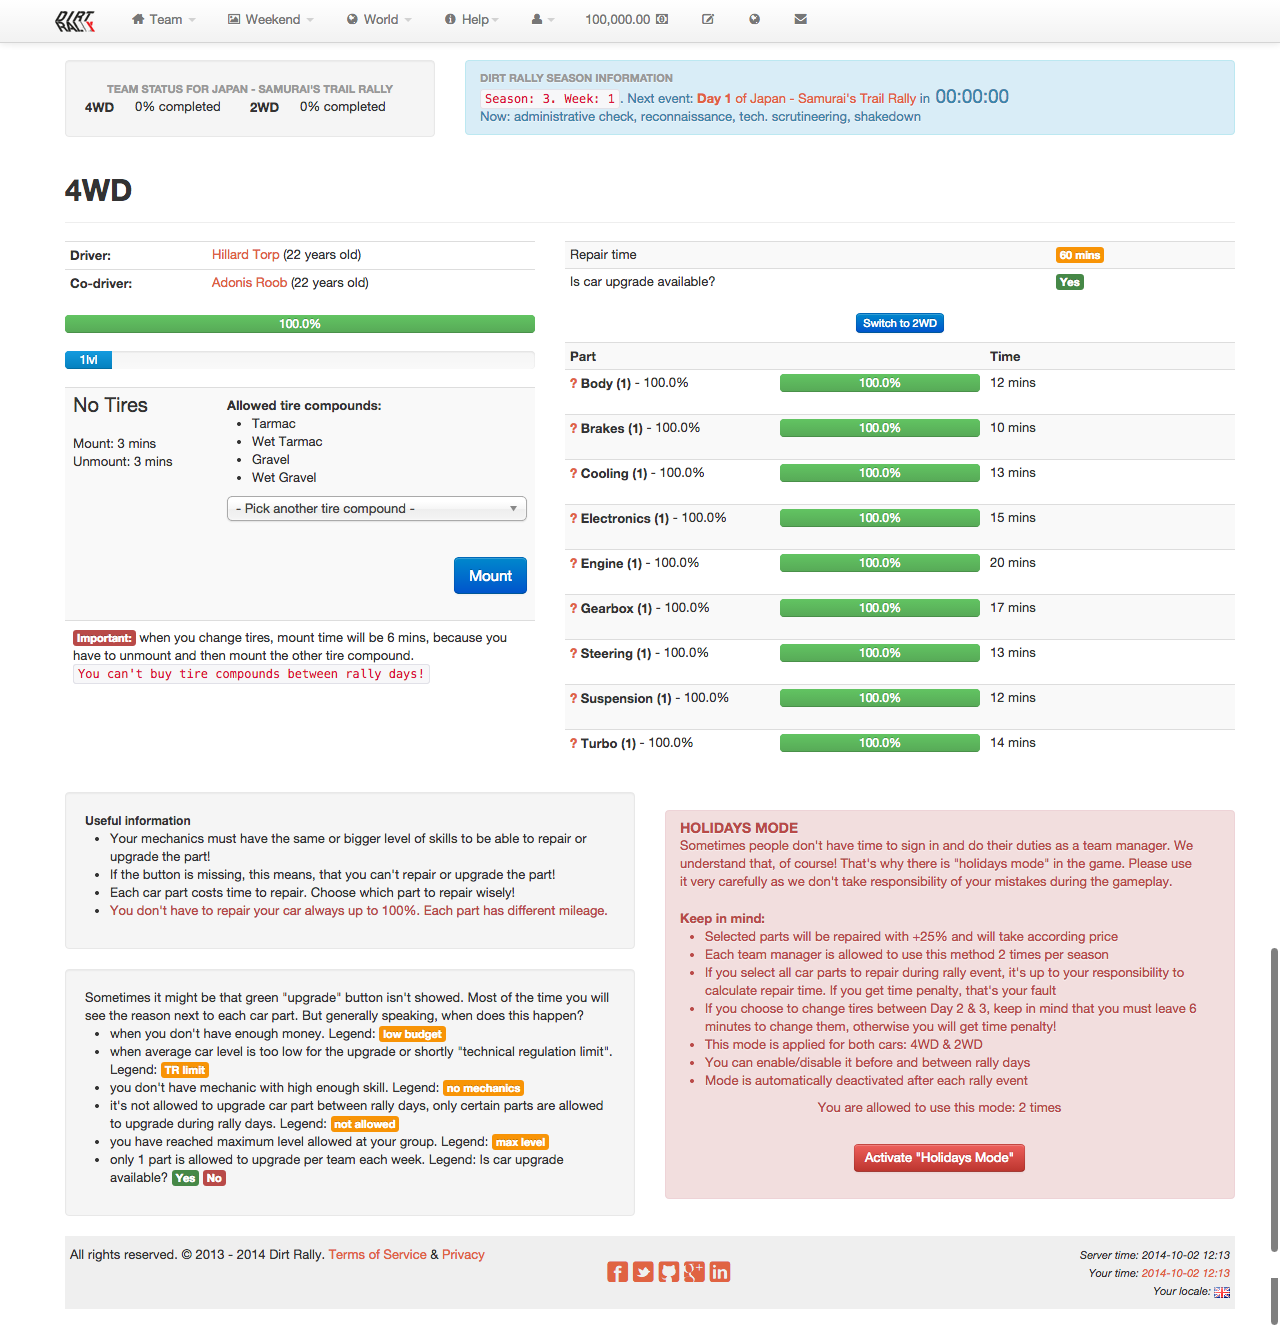 DIRT RALLY
Team
Weekend
World
Help
100,000.00
TEAM STATUS FOR JAPAN - SAMURAI'S TRAIL RALLY
4WD 0% completed 2WD 0% completed
DIRT RALLY SEASON INFORMATION
Season: 3. Week: 1. Next event: Day 1 of Japan - Samurai's Trail Rally in 00:00:00
Now: administrative check, reconnaissance, tech. scrutineering, shakedown
4WD
Driver: Hillard Torp (22 years old)
Co-driver: Adonis Roob (22 years old)
100.0%
1lvl
No Tires
Mount: 3 mins
Unmount: 3 mins
Allowed tire compounds:
Tarmac
Wet Tarmac
Gravel
Wet Gravel
- Pick another tire compound -
Mount
Important: when you change tires, mount time will be 6 mins, because you
have to unmount and then mount the other tire compound.
You can't buy tire compounds between rally days!
Repair time 60 mins
Is car upgrade available? Yes
Switch to 2WD
Part Time
? Body (1) - 100.0% 100.0% 12 mins
? Brakes (1) - 100.0% 100.0% 10 mins
? Cooling (1) - 100.0% 100.0% 13 mins
? Electronics (1) - 100.0% 100.0% 15 mins
? Engine (1) - 100.0% 100.0% 20 mins
? Gearbox (1) - 100.0% 100.0% 17 mins
? Steering (1) - 100.0% 100.0% 13 mins
? Suspension (1) - 100.0% 100.0% 12 mins
? Turbo (1) - 100.0% 100.0% 14 mins
Useful information
Your mechanics must have the same or bigger level of skills to be able to repair or
upgrade the part!
If the button is missing, this means, that you can't repair or upgrade the part!
Each car part costs time to repair. Choose which part to repair wisely!
You don't have to repair your car always up to 100%. Each part has different mileage.
Sometimes it might be that green "upgrade" button isn't showed. Most of the time you will
see the reason next to each car part. But generally speaking, when does this happen?
when you don't have enough money. Legend: low budget
when average car level is too low for the upgrade or shortly "technical regulation limit".
Legend: TR limit
you don't have mechanic with high enough skill. Legend: no mechanics
it's not allowed to upgrade car part between rally days, only certain parts are allowed
to upgrade during rally days. Legend: not allowed
you have reached maximum level allowed at your group. Legend: max level
only 1 part is allowed to upgrade per team each week. Legend: Is car upgrade
available? Yes No
HOLIDAYS MODE
Sometimes people don't have time to sign in and do their duties as a team manager. We
understand that, of course! That's why there is "holidays mode" in the game. Please use
it very carefully as we don't take responsibility of your mistakes during the gameplay.
Keep in mind:
Selected parts will be repaired with +25% and will take according price
Each team manager is allowed to use this method 2 times per season
If you select all car parts to repair during rally event, it's up to your responsibility to
calculate repair time. If you get time penalty, that's your fault
If you choose to change tires between Day 2 & 3, keep in mind that you must leave 6
minutes to change them, otherwise you will get time penalty!
This mode is applied for both cars: 4WD & 2WD
You can enable/disable it before and between rally days
Mode is automatically deactivated after each rally event
You are allowed to use this mode: 2 times
Activate "Holidays Mode"
All rights reserved. © 2013 - 2014 Dirt Rally. Terms of Service & Privacy
Server time: 2014-10-02 12:13
Your time: 2014-10-02 12:13
Your locale: